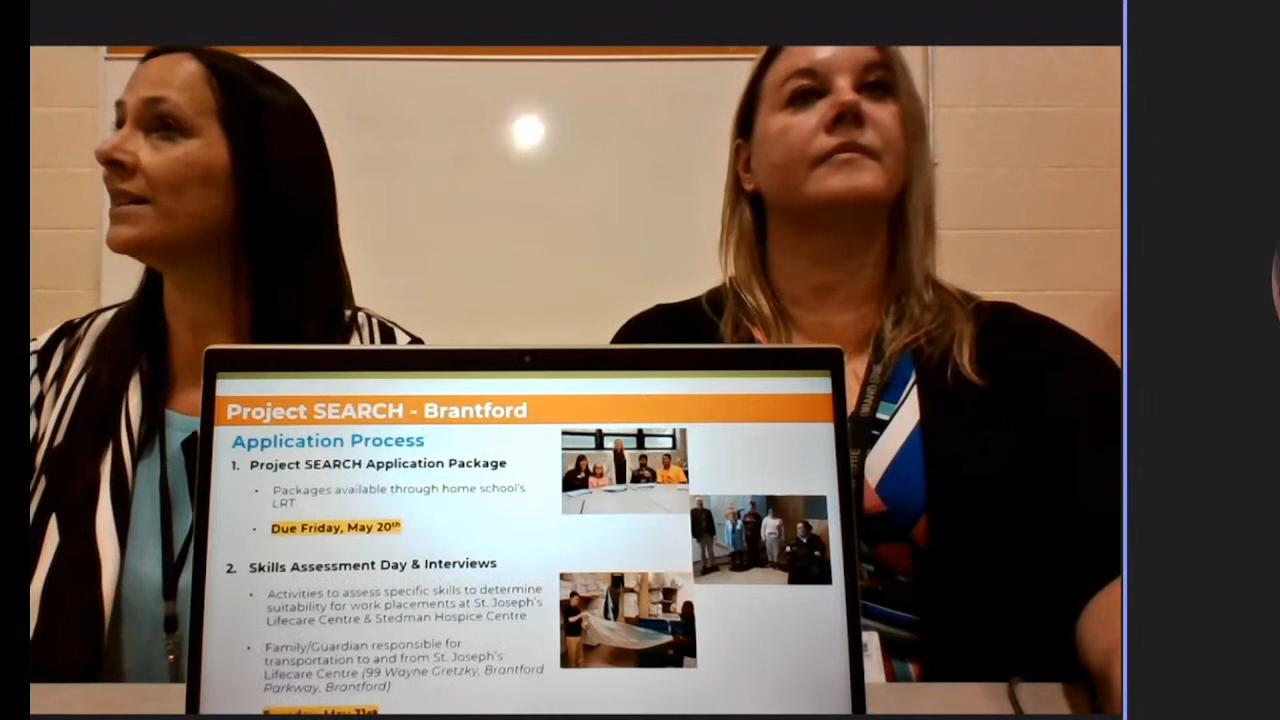 Project SEARCH - Brantford
Application Process
1. Project SEARCH Application Package
• Packages available through home school's
LRT
• Due Friday, May 20th
2. Skills Assessment Day & Interviews
• Activities to assess specific skills to determine
suitability for work placements at St. Joseph's
Lifecare Centre & Stedman Hospice Centre
• Family/Guardian responsible for
transportation to and from St. Joseph's
Lifecare Centre (99 Wayne Gretzky, Brantford
Parkway, Brantford)
May 31st